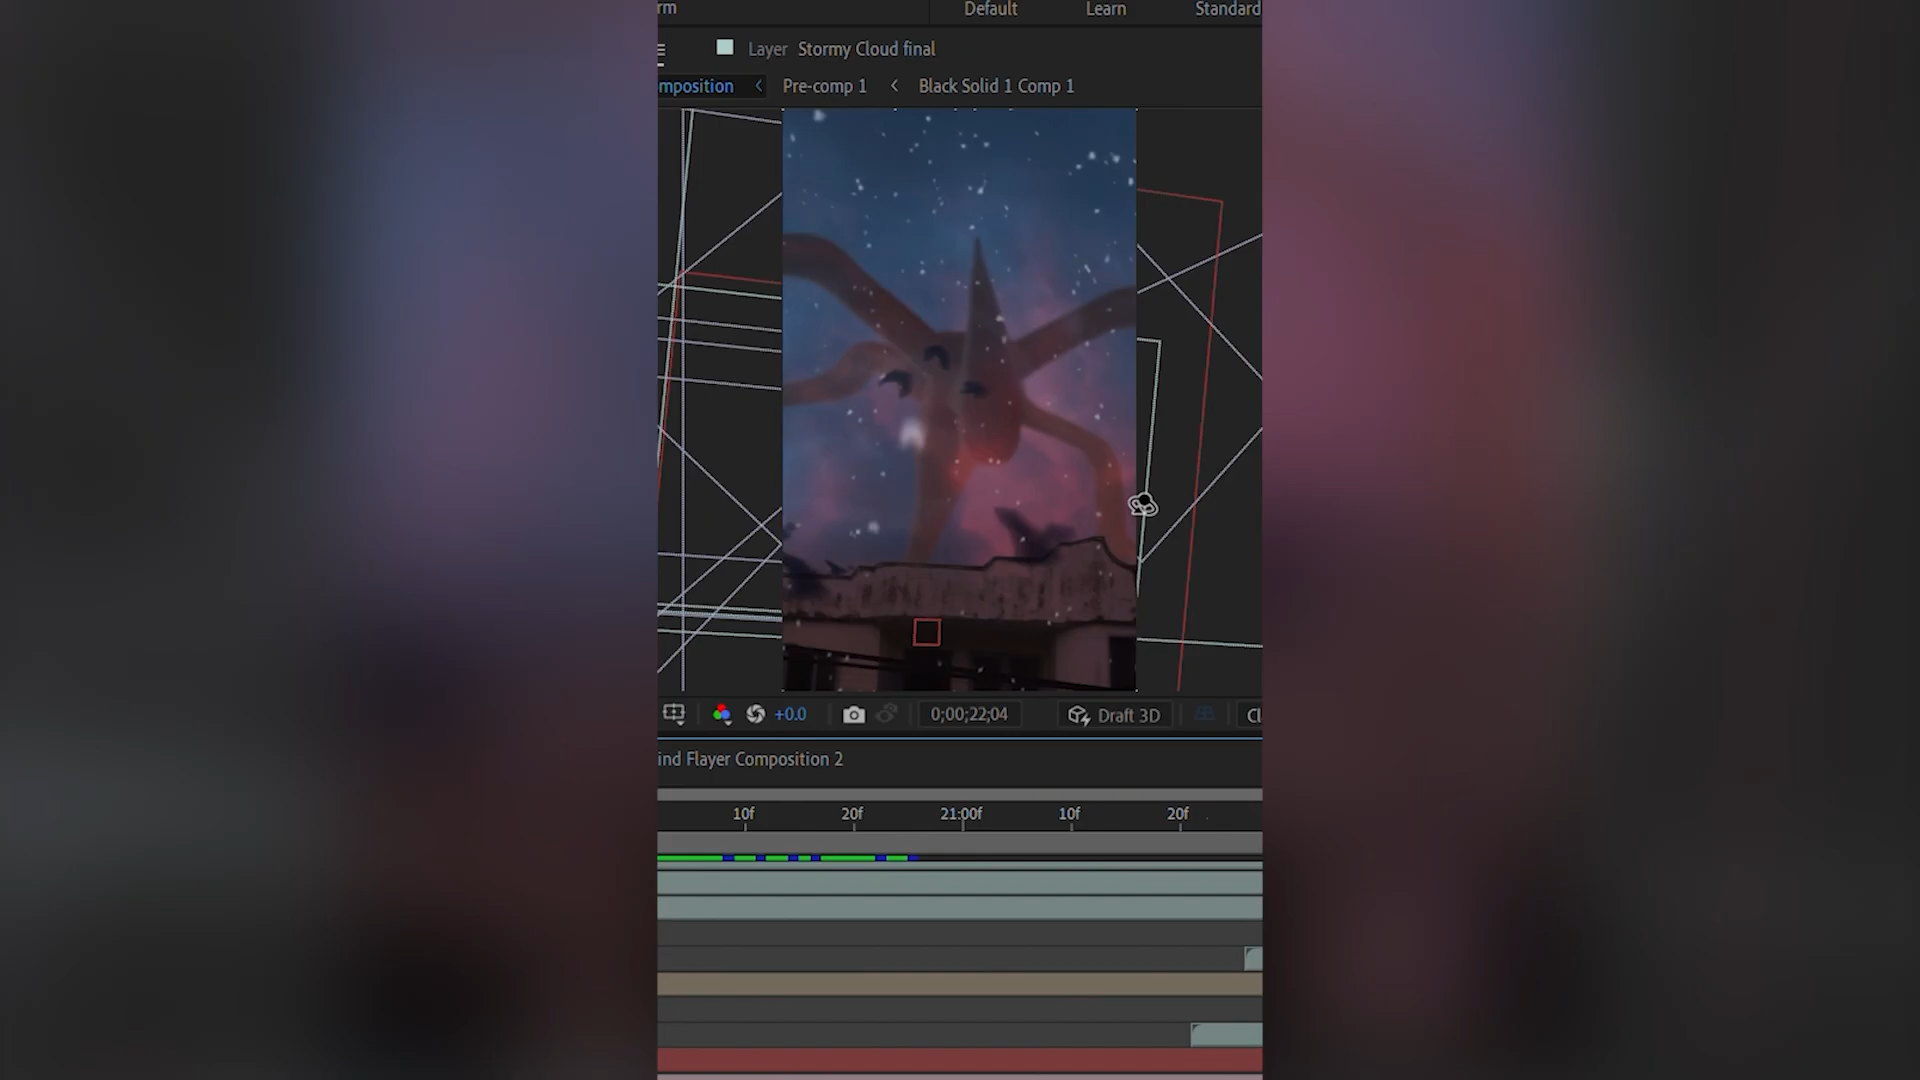 rm Default Learn Standard
Layer Stormy Cloud final
mposition < Pre-comp 1 < Black Solid 1 Comp 1
+0.0 0;00;22;04 Draft 3D Cl
ind Flayer Composition 2
10f 20f 21:00f 10f 20f